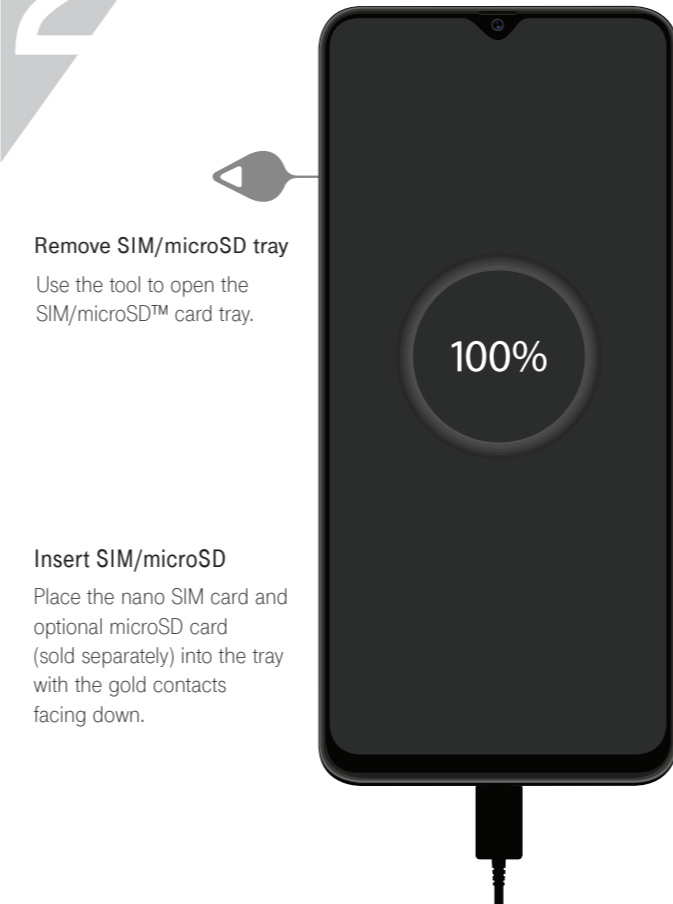 2
Remove SIM/microSD tray
Use the tool to open the
SIM/microSD™ card tray.
100%
Insert SIM/microSD
Place the nano SIM card and
optional microSD card
(sold separately) into the tray
with the gold contacts
facing down.